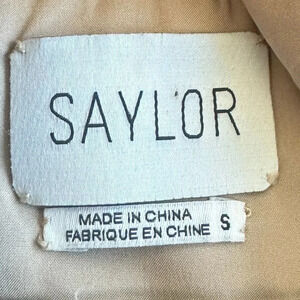 SAYLOR
MADE IN CHINA
FABRIQUE EN CHINE
S